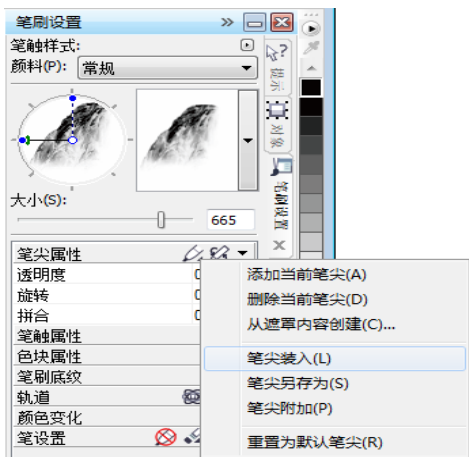 笔刷设置
笔触样式:
颜料(P): 常规
大小(S):
665
笔尖属性
透明度
旋转
拼合
笔触属性
色块属性
笔刷底纹
轨道
颜色变化
笔设置
提示
对象
笔刷设置
添加当前笔尖(A)
删除当前笔尖(D)
从遮罩内容创建(C)...
笔尖装入(L)
笔尖另存为(S)
笔尖附加(P)
重置为默认笔尖(R)